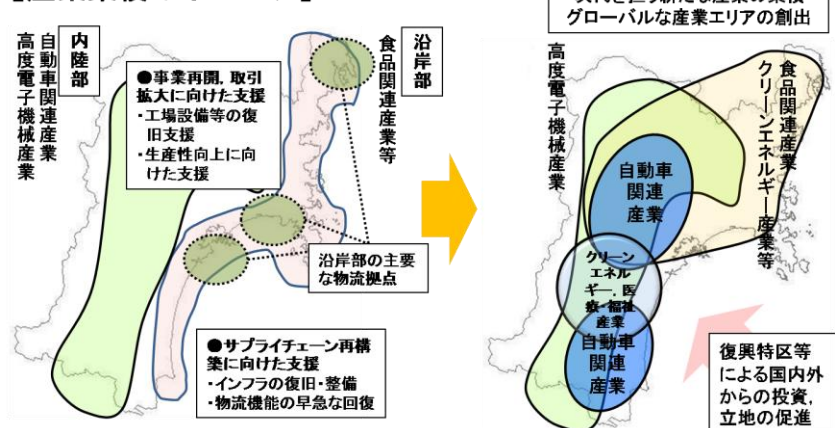 グローバルな産業エリアの創出
内陸部
自動車関連産業
高度電子機械産業
●事業再開，取引
拡大に向けた支援
・工場設備等の復
旧支援
・生産性向上に向
けた支援
沿岸部
食品関連産業等
沿岸部の主要
な物流拠点
●サプライチェーン再構
築に向けた支援
・インフラの復旧・整備
・物流機能の早急な回復
高度電子機械産業
食品関連産業
クリーンエネルギー産業等
自動車
関連
産業
クリーン
エネル
ギー，医
療・福祉
産業
自動車
関連
産業
復興特区等
による国内外
からの投資，
立地の促進